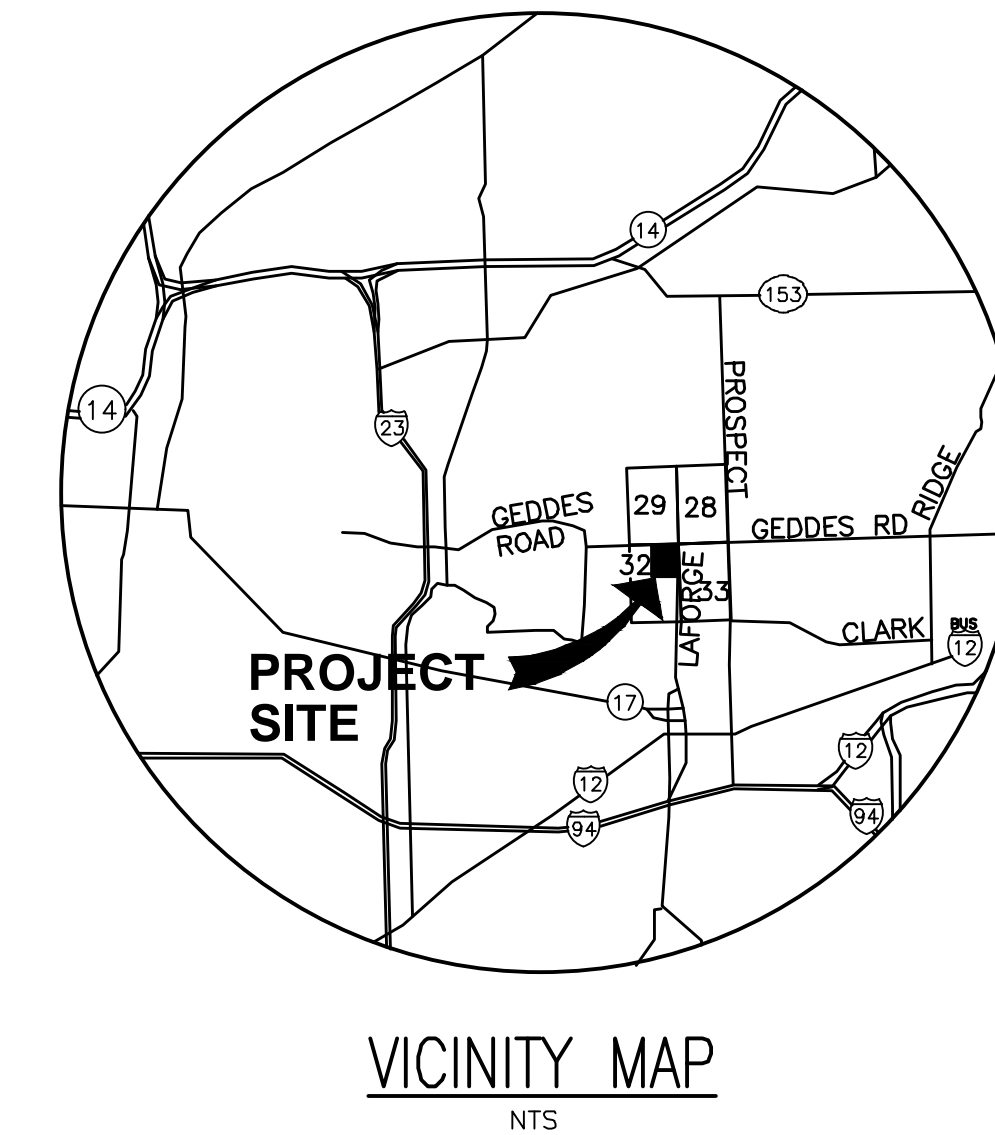 14
153
14
PROSPECT
23
RIDGE
29
28
GEDDES
ROAD
GEDDES RD
32
33
LAFORGE
CLARK
BUS
12
PROJECT
SITE
17
12
12
94
94
VICINITY MAP
NTS